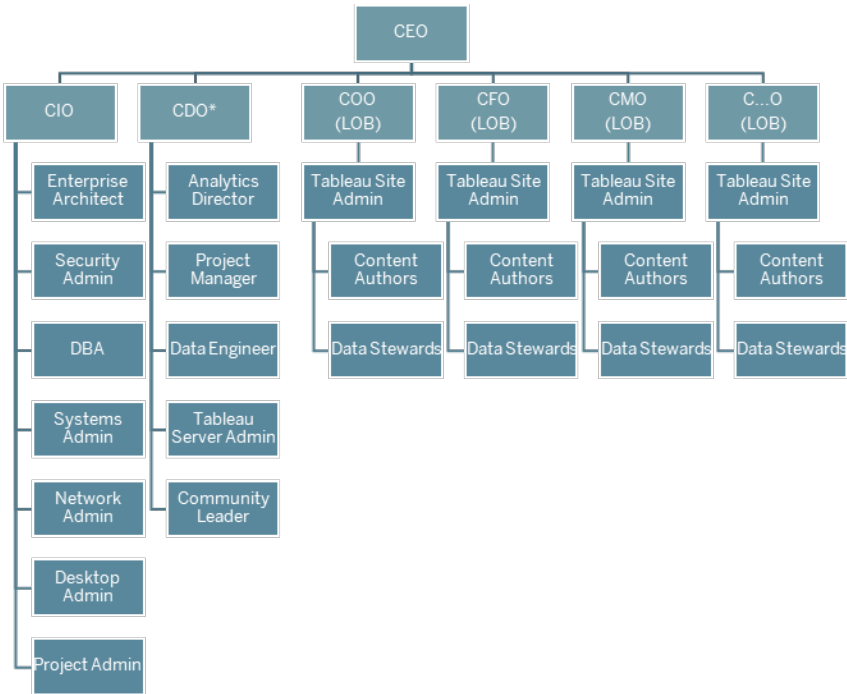 CEO
CIO
CDO*
COO
(LOB)
CFO
(LOB)
CMO
(LOB)
C...O
(LOB)
Enterprise
Architect
Analytics
Director
Tableau Site
Admin
Tableau Site
Admin
Tableau Site
Admin
Tableau Site
Admin
Security
Admin
Project
Manager
Content
Authors
Content
Authors
Content
Authors
Content
Authors
DBA
Data Engineer
Data Stewards
Data Stewards
Data Stewards
Data Stewards
Systems
Admin
Tableau
Server Admin
Network
Admin
Community
Leader
Desktop
Admin
Project Admin